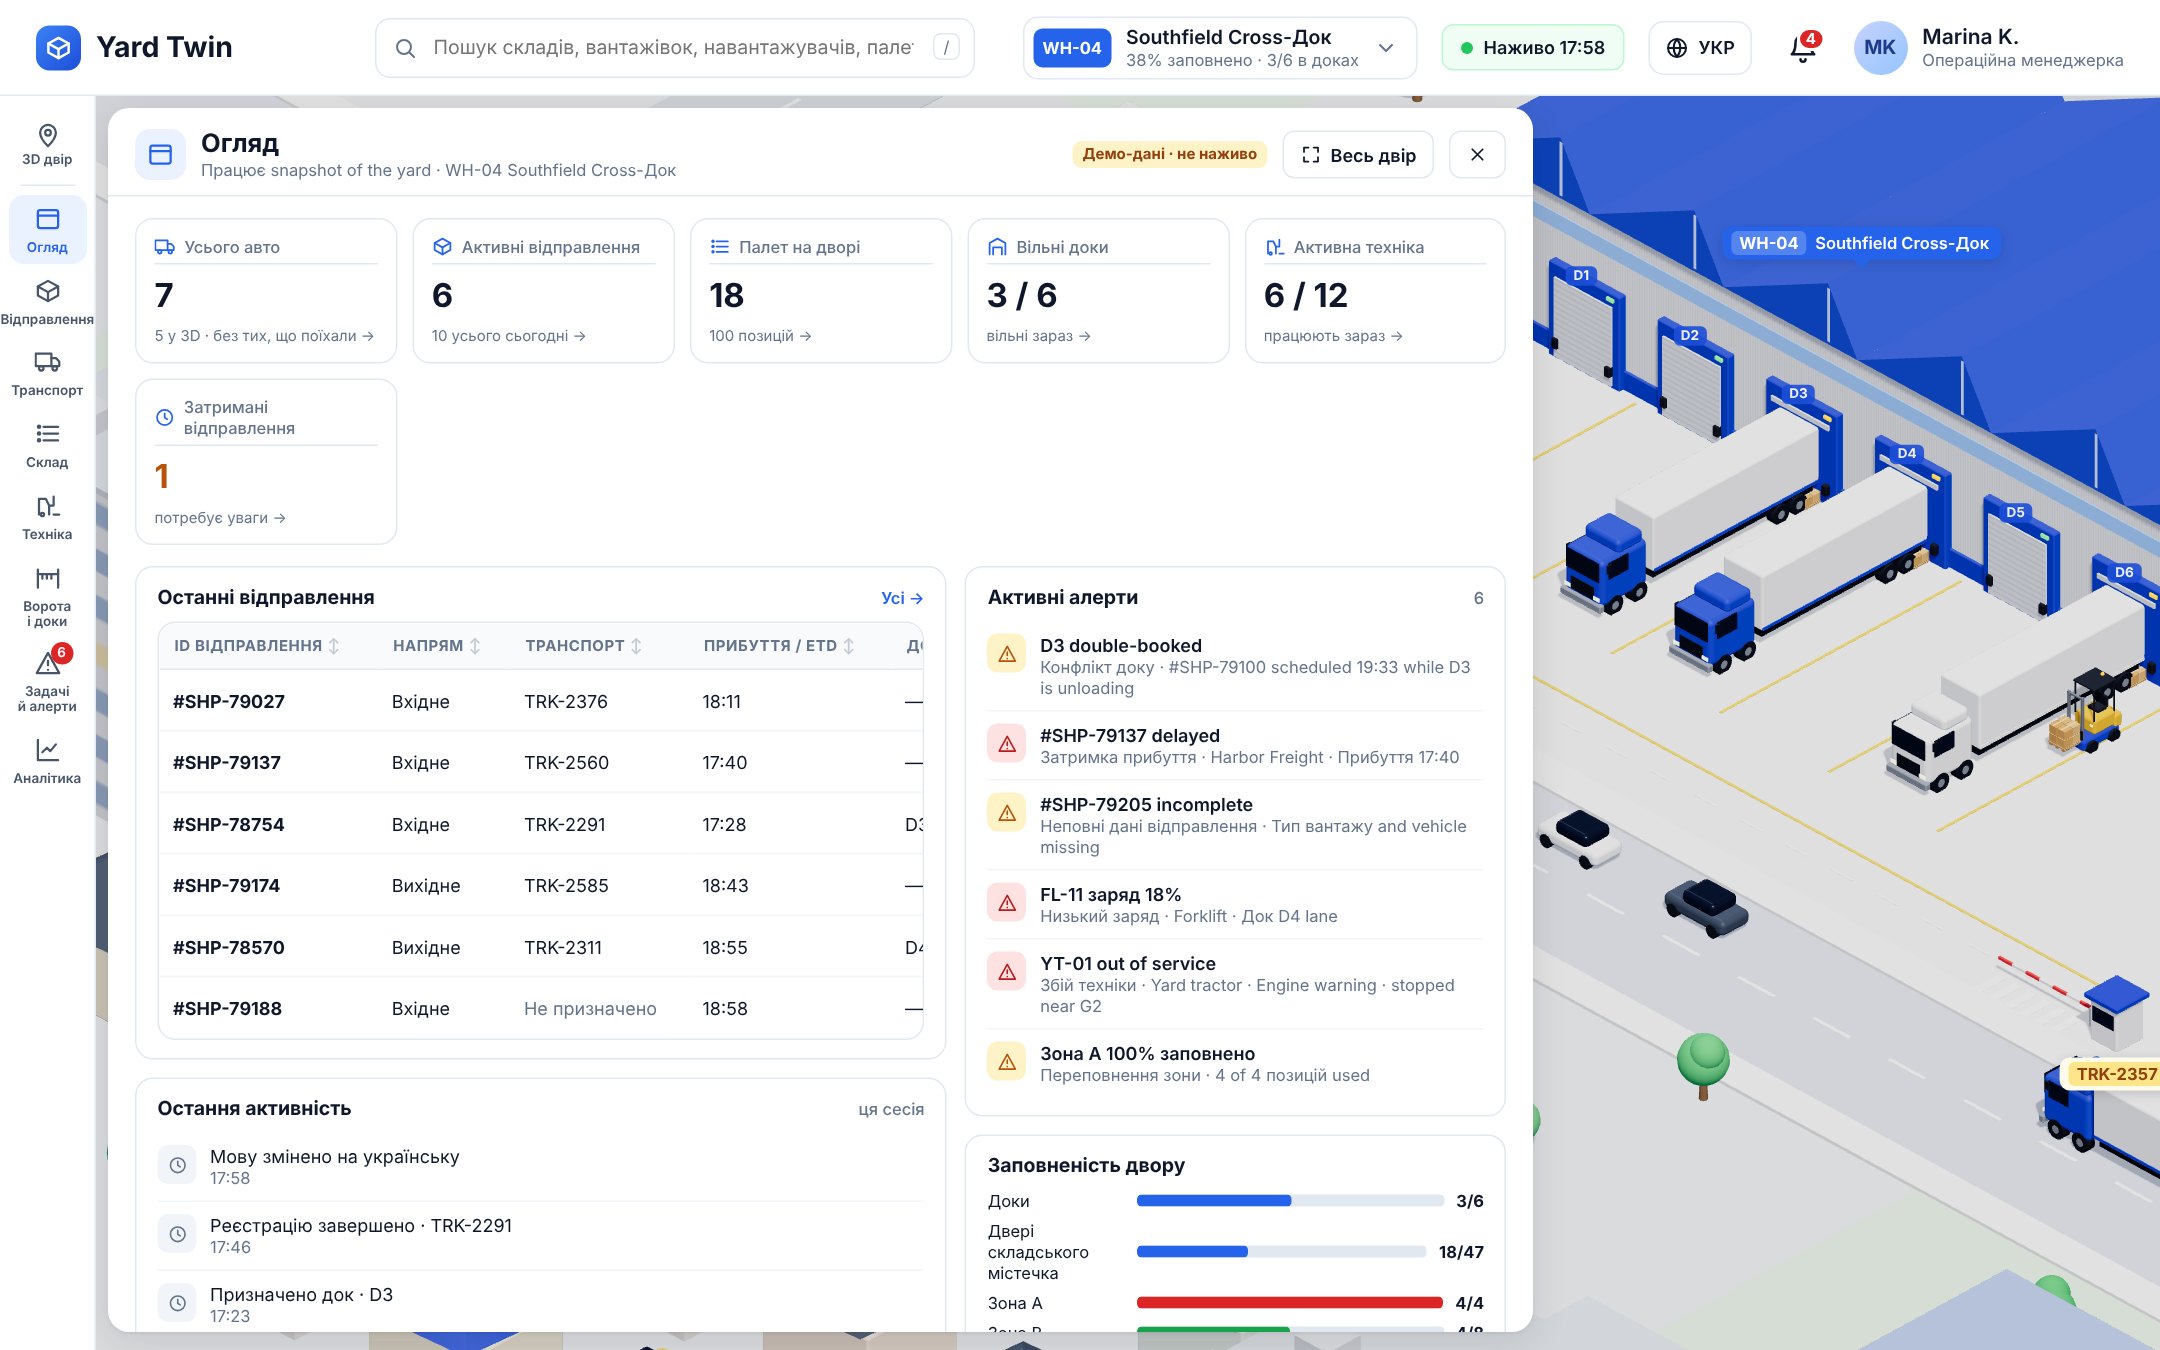 Yard Twin
Пошук складів, вантажівок, навантажувачів, палет
/
WH-04
Southfield Cross-Док
38% заповнено · 3/6 в доках
Наживо 17:58
УКР
4
MK
Marina K.
Операційна менеджерка
3D двір
Огляд
Відправлення
Транспорт
Склад
Техніка
Ворота
і доки
6
Задачі
й алерти
Аналітика
Огляд
Працює snapshot of the yard · WH-04 Southfield Cross-Док
Демо-дані · не наживо
Весь двір
Усього авто
7
5 у 3D · без тих, що поїхали →
Активні відправлення
6
10 усього сьогодні →
Палет на дворі
18
100 позицій →
Вільні доки
3 / 6
вільні зараз →
Активна техніка
6 / 12
працюють зараз →
Затримані
відправлення
1
потребує уваги →
Останні відправлення
Усі →
ID ВІДПРАВЛЕННЯ
НАПРЯМ
ТРАНСПОРТ
ПРИБУТТЯ / ETD
#SHP-79027 Вхідне TRK-2376 18:11 —
#SHP-79137 Вхідне TRK-2560 17:40 —
#SHP-78754 Вхідне TRK-2291 17:28 D3
#SHP-79174 Вихідне TRK-2585 18:43 —
#SHP-78570 Вихідне TRK-2311 18:55 D4
#SHP-79188 Вхідне Не призначено 18:58 —
Остання активність
ця сесія
Мову змінено на українську
17:58
Реєстрацію завершено · TRK-2291
17:46
Призначено док · D3
17:23
Активні алерти
6
D3 double-booked
Конфлікт доку · #SHP-79100 scheduled 19:33 while D3
is unloading
#SHP-79137 delayed
Затримка прибуття · Harbor Freight · Прибуття 17:40
#SHP-79205 incomplete
Неповні дані відправлення · Тип вантажу and vehicle
missing
FL-11 заряд 18%
Низький заряд · Forklift · Док D4 lane
YT-01 out of service
Збій техніки · Yard tractor · Engine warning · stopped
near G2
Зона A 100% заповнено
Переповнення зони · 4 of 4 позицій used
Заповненість двору
Доки
3/6
Двері
складського
містечка
18/47
Зона A
4/4
WH-04 Southfield Cross-Док
D1
D2
D3
D4
D5
D6
TRK-2357